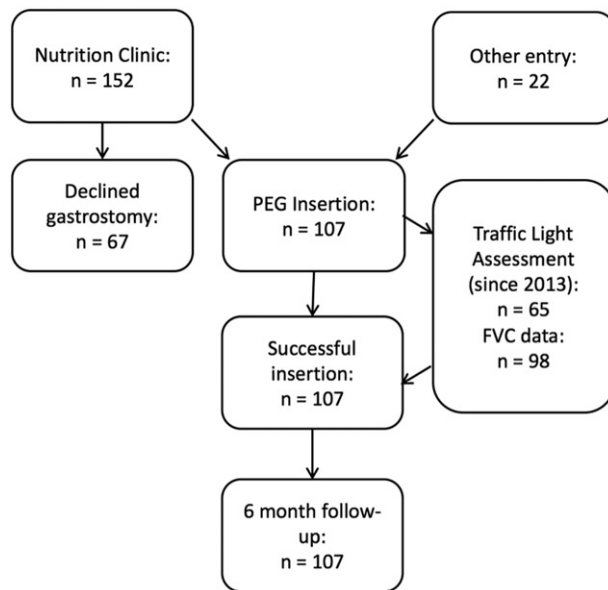 Nutrition Clinic:
n = 152
Other entry:
n = 22
Declined
gastrostomy:
n = 67
PEG Insertion:
n = 107
Traffic Light
Assessment
(since 2013):
n = 65
FVC data:
n = 98
Successful
insertion:
n = 107
6 month follow-
up:
n = 107